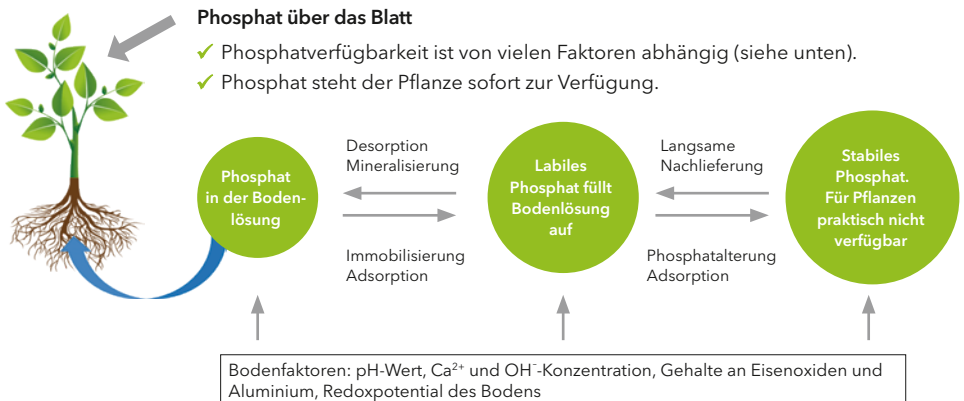 Phosphat über das Blatt
✓ Phosphatverfügbarkeit ist von vielen Faktoren abhängig (siehe unten).
✓ Phosphat steht der Pflanze sofort zur Verfügung.
Phosphat
in der Boden-
lösung
Desorption
Mineralisierung
Immobilisierung
Adsorption
Labiles
Phosphat füllt
Bodenlösung
auf
Langsame
Nachlieferung
Phosphatalterung
Adsorption
Stabiles
Phosphat.
Für Pflanzen
praktisch nicht
verfügbar
Bodenfaktoren: pH-Wert, Ca²⁺ und OH⁻-Konzentration, Gehalte an Eisenoxiden und
Aluminium, Redoxpotential des Bodens